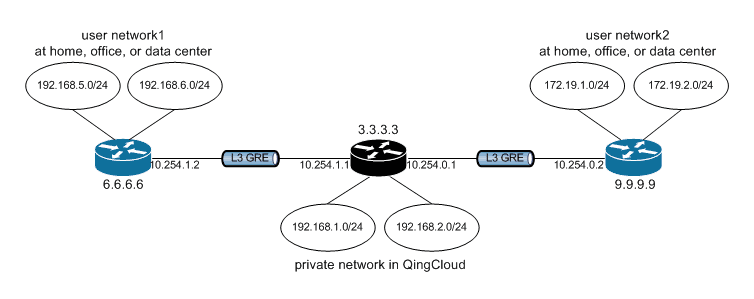 user network1
at home, office, or data center
192.168.5.0/24
192.168.6.0/24
user network2
at home, office, or data center
172.19.1.0/24
172.19.2.0/24
3.3.3.3
10.254.1.2
L3 GRE
10.254.1.1
10.254.0.1
L3 GRE
10.254.0.2
6.6.6.6
9.9.9.9
192.168.1.0/24
192.168.2.0/24
private network in QingCloud